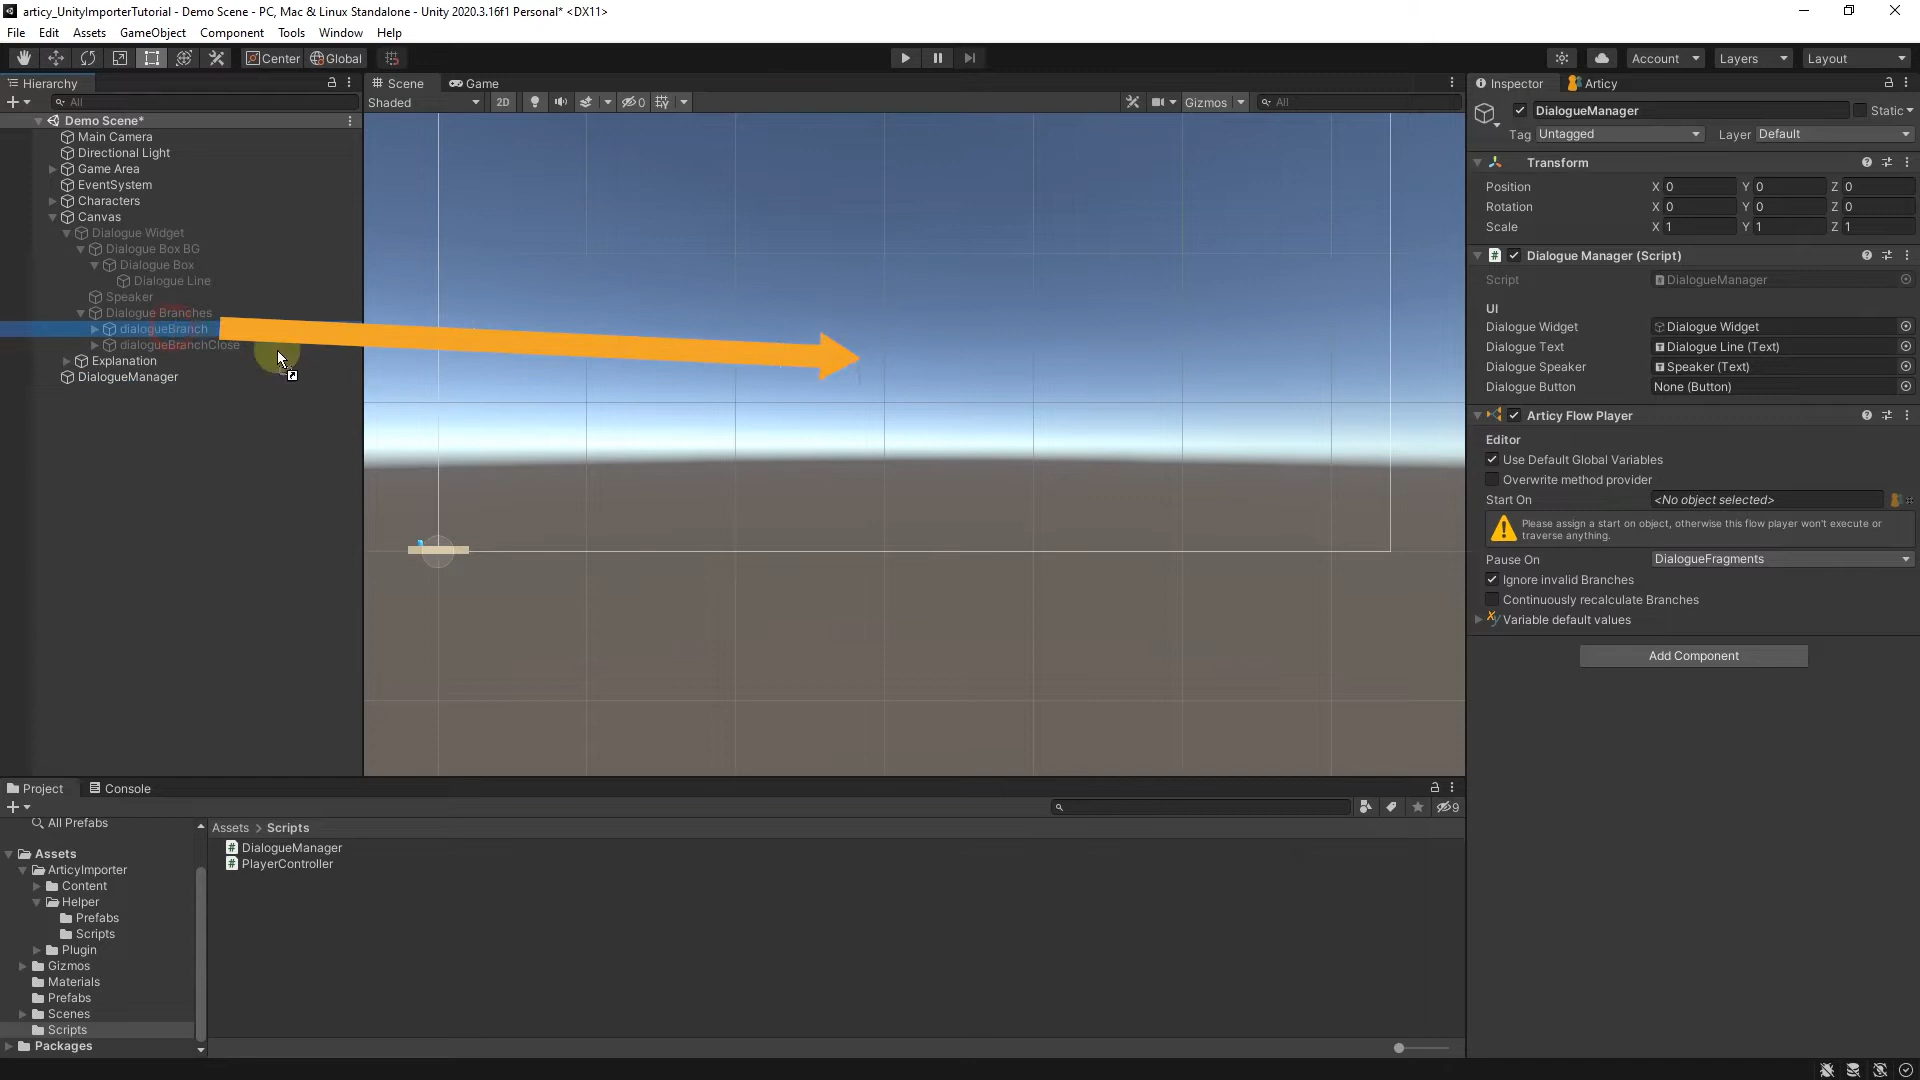 articy_UnityImporterTutorial - Demo Scene - PC, Mac & Linux Standalone - Unity 2020.3.16f1 Personal* <DX11>
File Edit Assets GameObject Component Tools Window Help
Center Global Account Layers Layout
Hierarchy
All
Demo Scene*
Main Camera
Directional Light
Game Area
EventSystem
Characters
Canvas
Dialogue Widget
Dialogue Box BG
Dialogue Box
Dialogue Line
Speaker
Dialogue Branches
dialogueBranch
dialogueBranchClose
Explanation
DialogueManager
Scene Game
Shaded 2D 0 Gizmos All
Inspector Articy
DialogueManager Static
Tag Untagged Layer Default
Transform
Position X 0 Y 0 Z 0
Rotation X 0 Y 0 Z 0
Scale X 1 Y 1 Z 1
Dialogue Manager (Script)
Script DialogueManager
UI
Dialogue Widget Dialogue Widget
Dialogue Text Dialogue Line (Text)
Dialogue Speaker Speaker (Text)
Dialogue Button None (Button)
Articy Flow Player
Editor
Use Default Global Variables
Overwrite method provider
Start On <No object selected>
Please assign a start on object, otherwise this flow player won't execute or
traverse anything.
Pause On DialogueFragments
Ignore invalid Branches
Continuously recalculate Branches
Variable default values
Add Component
Project Console
9
All Prefabs
Assets
ArticyImporter
Content
Helper
Prefabs
Scripts
Plugin
Gizmos
Materials
Prefabs
Scenes
Scripts
Packages
Assets > Scripts
DialogueManager
PlayerController